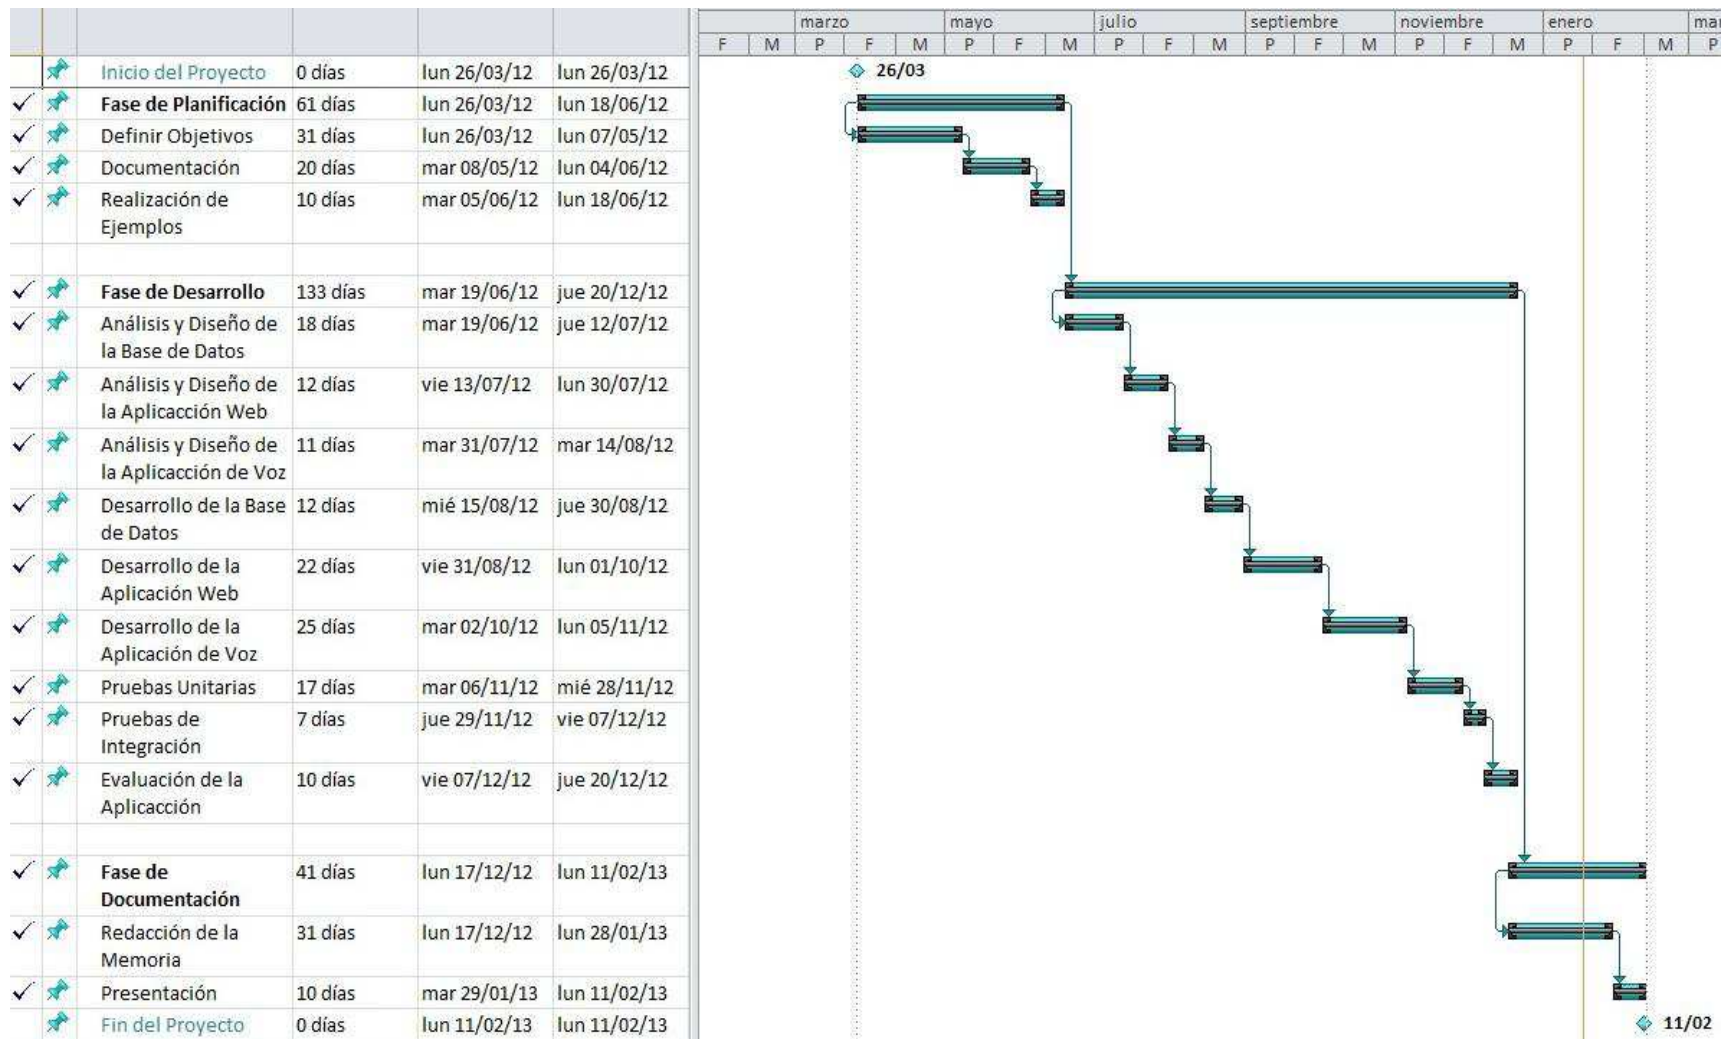 marzo mayo julio septiembre noviembre enero mar
F M P F M P F M P F M P F M P F M P F M P
Inicio del Proyecto 0 días lun 26/03/12 lun 26/03/12 26/03
Fase de Planificación 61 días lun 26/03/12 lun 18/06/12
Definir Objetivos 31 días lun 26/03/12 lun 07/05/12
Documentación 20 días mar 08/05/12 lun 04/06/12
Realización de 10 días mar 05/06/12 lun 18/06/12
Ejemplos
Fase de Desarrollo 133 días mar 19/06/12 jue 20/12/12
Análisis y Diseño de 18 días mar 19/06/12 jue 12/07/12
la Base de Datos
Análisis y Diseño de 12 días vie 13/07/12 lun 30/07/12
la Aplicacción Web
Análisis y Diseño de 11 días mar 31/07/12 mar 14/08/12
la Aplicacción de Voz
Desarrollo de la Base 12 días mié 15/08/12 jue 30/08/12
de Datos
Desarrollo de la 22 días vie 31/08/12 lun 01/10/12
Aplicación Web
Desarrollo de la 25 días mar 02/10/12 lun 05/11/12
Aplicación de Voz
Pruebas Unitarias 17 días mar 06/11/12 mié 28/11/12
Pruebas de 7 días jue 29/11/12 vie 07/12/12
Integración
Evaluación de la 10 días vie 07/12/12 jue 20/12/12
Aplicacción
Fase de 41 días lun 17/12/12 lun 11/02/13
Documentación
Redacción de la 31 días lun 17/12/12 lun 28/01/13
Memoria
Presentación 10 días mar 29/01/13 lun 11/02/13
Fin del Proyecto 0 días lun 11/02/13 lun 11/02/13 11/02